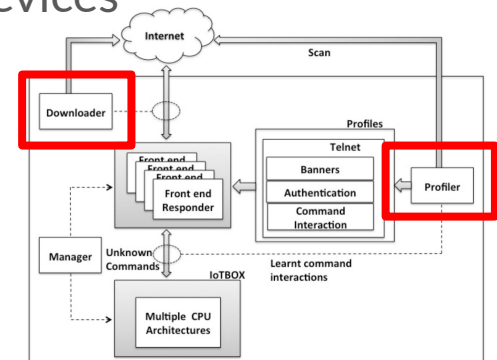 evices
Internet
Scan
Downloader
Profiles
Telnet
Front end
Front end
Front end
Front end
Responder
Banners
Authentication
Command
Interaction
Profiler
Manager
Unknown
Commands
Learnt command
interactions
IoTBOX
Multiple CPU
Architectures